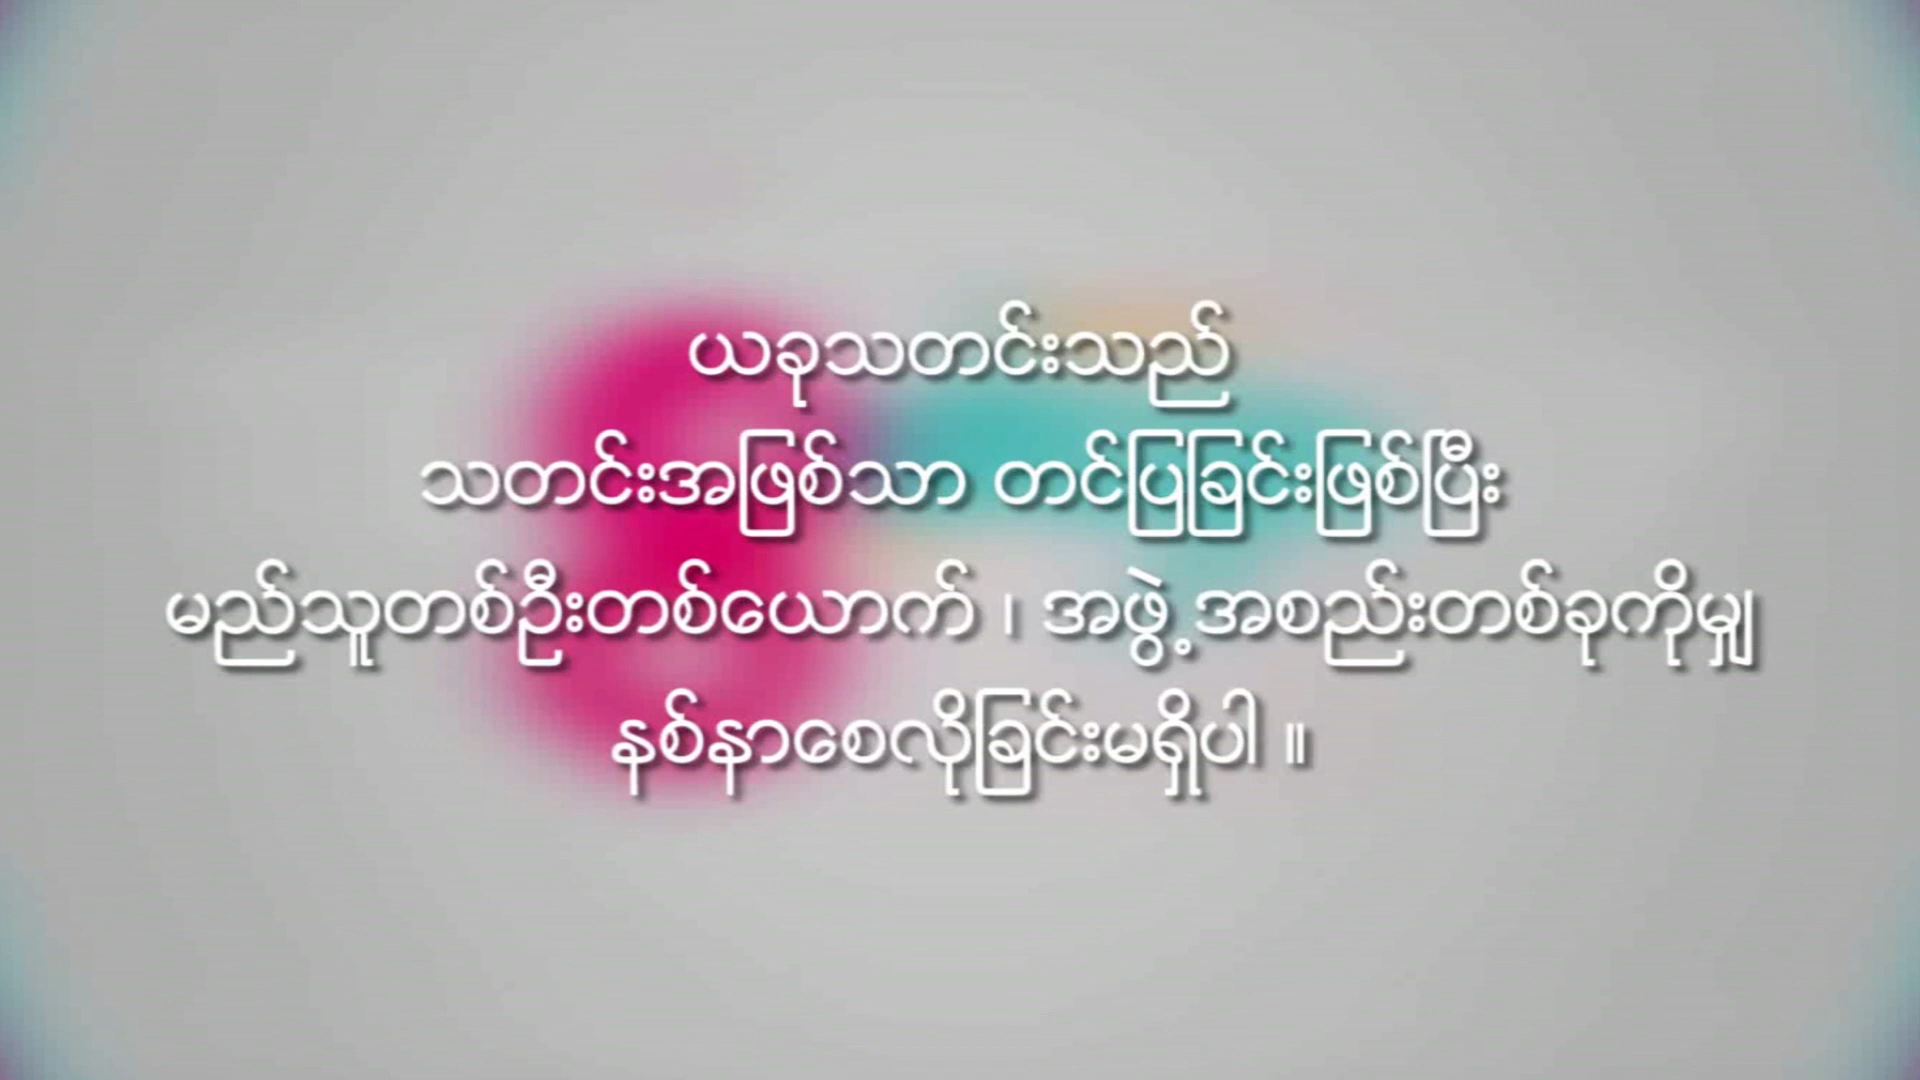 ယခုသတင်းသည်
သတင်းအဖြစ်သာ တင်ပြခြင်းဖြစ်ပြီး
မည်သူတစ်ဦးတစ်ယောက် ၊ အဖွဲ့အစည်းတစ်ခုကိုမျှ
နစ်နာစေလိုခြင်းမရှိပါ ။